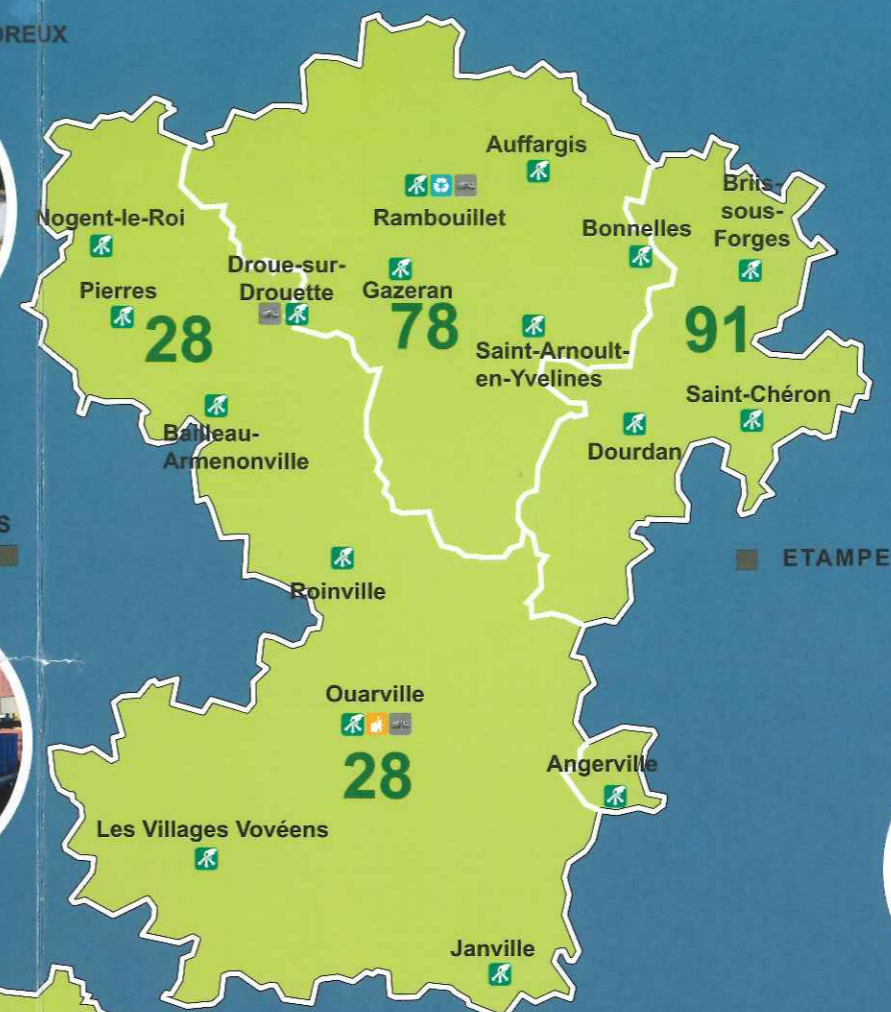 DREUX
Auffargis
Briis-
sous-
Forges
Rambouillet
Nogent-le-Roi
Bonnelles
Droue-sur-
Drouette
Gazeran
Pierres
28
78
91
Saint-Arnoult-
en-Yvelines
Saint-Chéron
Bailleau-
Armenonville
Dourdan
S
ETAMPE
Roinville
Ouarville
28
Angerville
Les Villages Vovéens
Janville